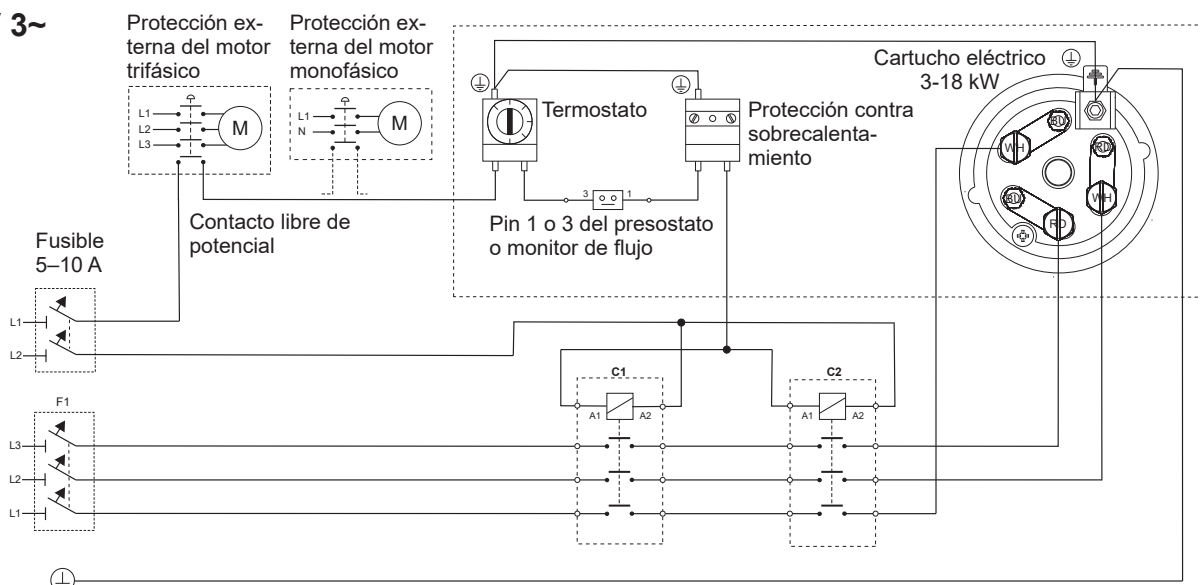 3~
Protección ex-
terna del motor
trifásico
Protección ex-
terna del motor
monofásico
Cartucho eléctrico
3-18 kW
L1
L2
L3
M
L1
N
M
Termostato
Protección contra
sobrecalenta-
miento
BU
WH
RD
BU
RD
WH
3
1
Contacto libre de
potencial
Pin 1 o 3 del presostato
o monitor de flujo
Fusible
5–10 A
L1
L2
C1
C2
A1
A2
A1
A2
F1
L3
L2
L1